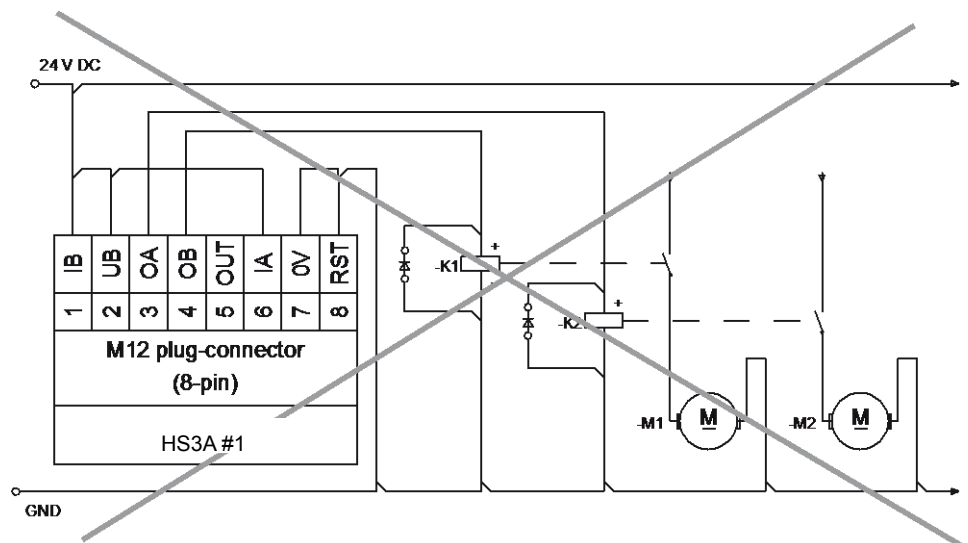 24 V DC
IB UB OA OB OUT IA 0V RST
1 2 3 4 5 6 7 8
M12 plug-connector
(8-pin)
HS3A #1
GND
+
-K1
+
-K2
-M1
M
-M2
M